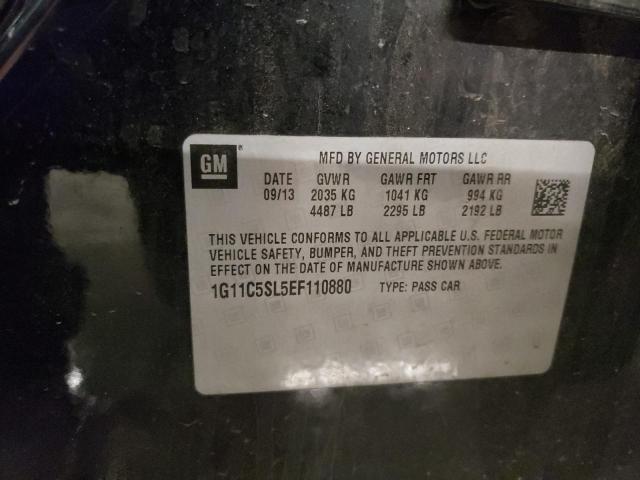 GM ® MFD BY GENERAL MOTORS LLC
DATE GVWR GAWR FRT GAWR RR
09/13 2035 KG 1041 KG 994 KG
4487 LB 2295 LB 2192 LB
THIS VEHICLE CONFORMS TO ALL APPLICABLE U.S. FEDERAL MOTOR
VEHICLE SAFETY, BUMPER, AND THEFT PREVENTION STANDARDS IN
EFFECT ON THE DATE OF MANUFACTURE SHOWN ABOVE.
1G11C5SL5EF110880 TYPE: PASS CAR